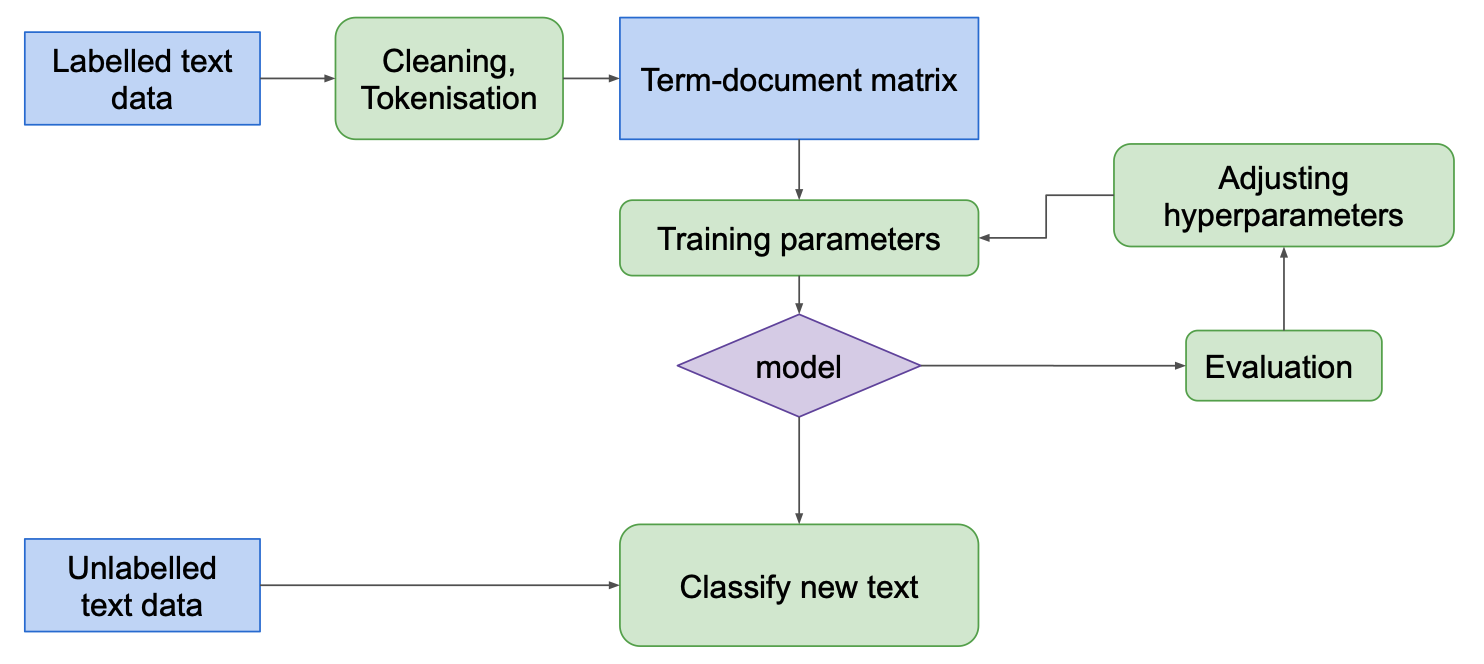 Labelled text
data
Cleaning,
Tokenisation
Term-document matrix
Adjusting
hyperparameters
Training parameters
model
Evaluation
Unlabelled
text data
Classify new text